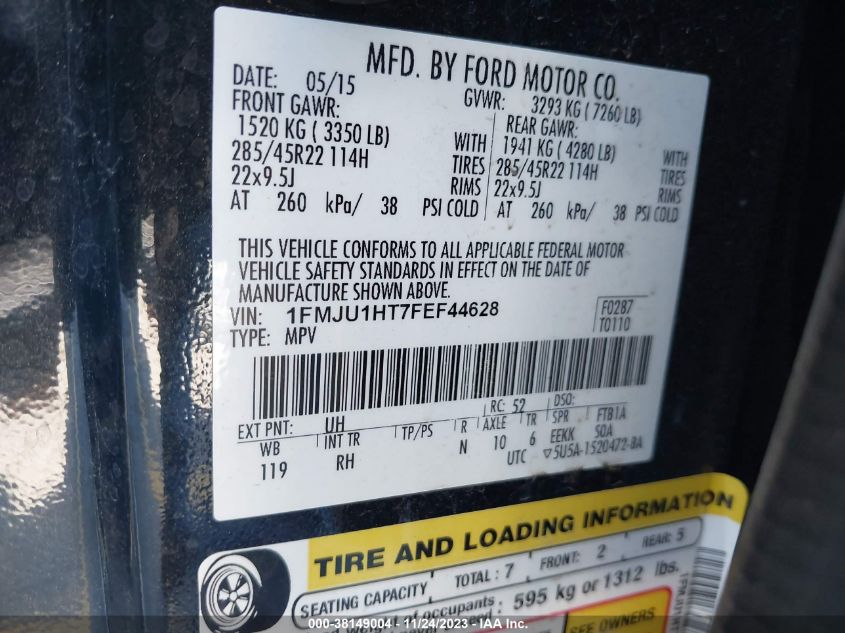 MFD. BY FORD MOTOR CO.
DATE: 05/15 GVWR: 3293 KG ( 7260 LB)
FRONT GAWR: REAR GAWR:
1520 KG ( 3350 LB) WITH 1941 KG ( 4280 LB) WITH
285/45R22 114H TIRES 285/45R22 114H TIRES
22x9.5J RIMS 22x9.5J RIMS
AT 260 kPa/ 38 PSI COLD AT 260 kPa/ 38 PSI COLD
THIS VEHICLE CONFORMS TO ALL APPLICABLE FEDERAL MOTOR
VEHICLE SAFETY STANDARDS IN EFFECT ON THE DATE OF
MANUFACTURE SHOWN ABOVE.
VIN: 1FMJU1HT7FEF44628 F0287
TYPE: MPV T0110
EXT PNT: UH RC: 52 DSO:
WB INT TR TP/PS R AXLE TR SPR FTB1A
119 RH N 10 6 EEKK SOA
UTC ▽5U5A-1520472-BA
TIRE AND LOADING INFORMATION
SEATING CAPACITY TOTAL : 7 FRONT: 2 REAR: 5
of occupants 595 kg or 1312 lbs.
SEE OWNERS
000-38149004 - 11/24/2023 - IAA Inc.